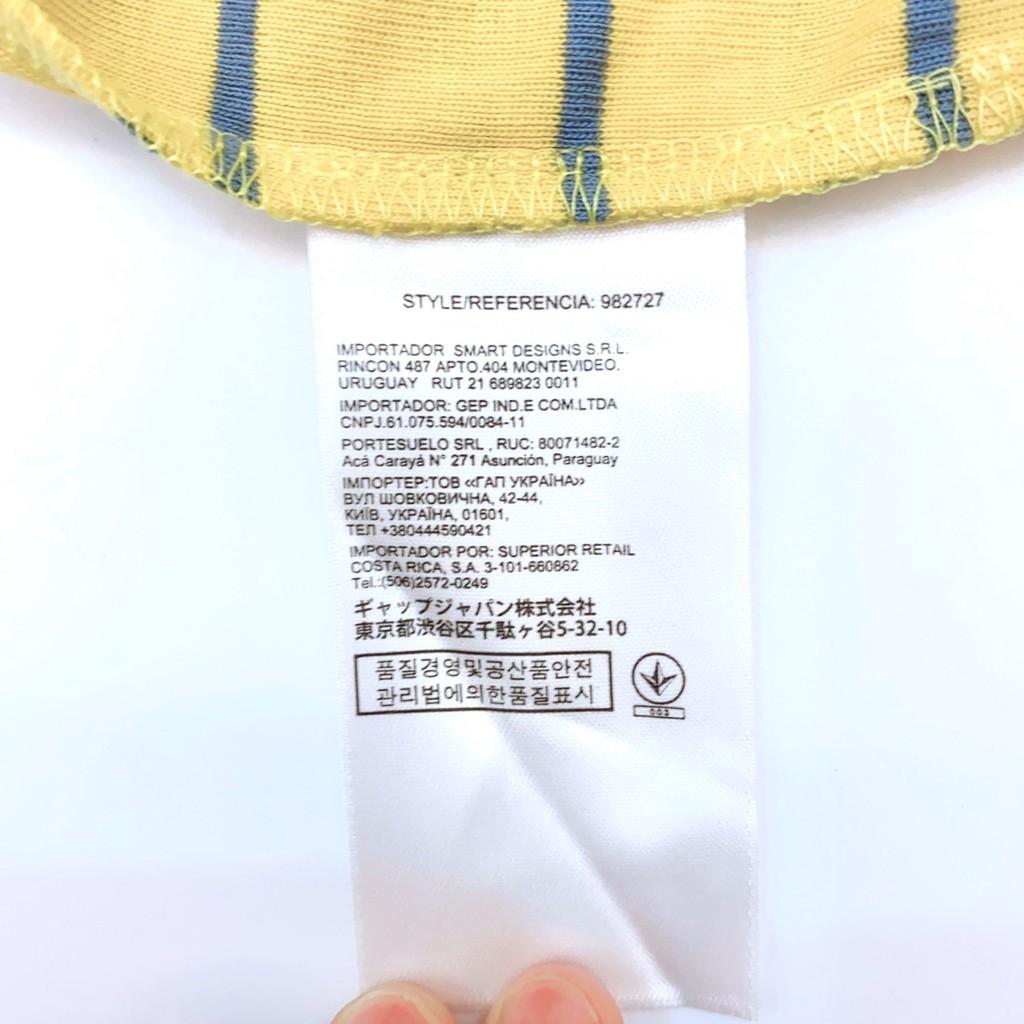 STYLE/REFERENCIA: 982727
IMPORTADOR SMART DESIGNS S.R.L.
RINCON 487 APTO.404 MONTEVIDEO.
URUGUAY RUT 21 689823 0011
IMPORTADOR: GEP IND.E COM.LTDA
CNPJ.61.075.594/0084-11
PORTESUELO SRL , RUC: 80071482-2
Acá Carayá N° 271 Asunción, Paraguay
ІМПОРТЕР:ТОВ «ГАП УКРАЇНА»
ВУЛ ШОВКОВИЧНА, 42-44,
КИЇВ, УКРАЇНА, 01601,
ТЕЛ +380444590421
IMPORTADOR POR: SUPERIOR RETAIL
COSTA RICA, S.A. 3-101-660862
Tel.:(506)2572-0249
ギャップジャパン株式会社
東京都渋谷区千駄ヶ谷5-32-10
품질경영및공산품안전
관리법에의한품질표시
003